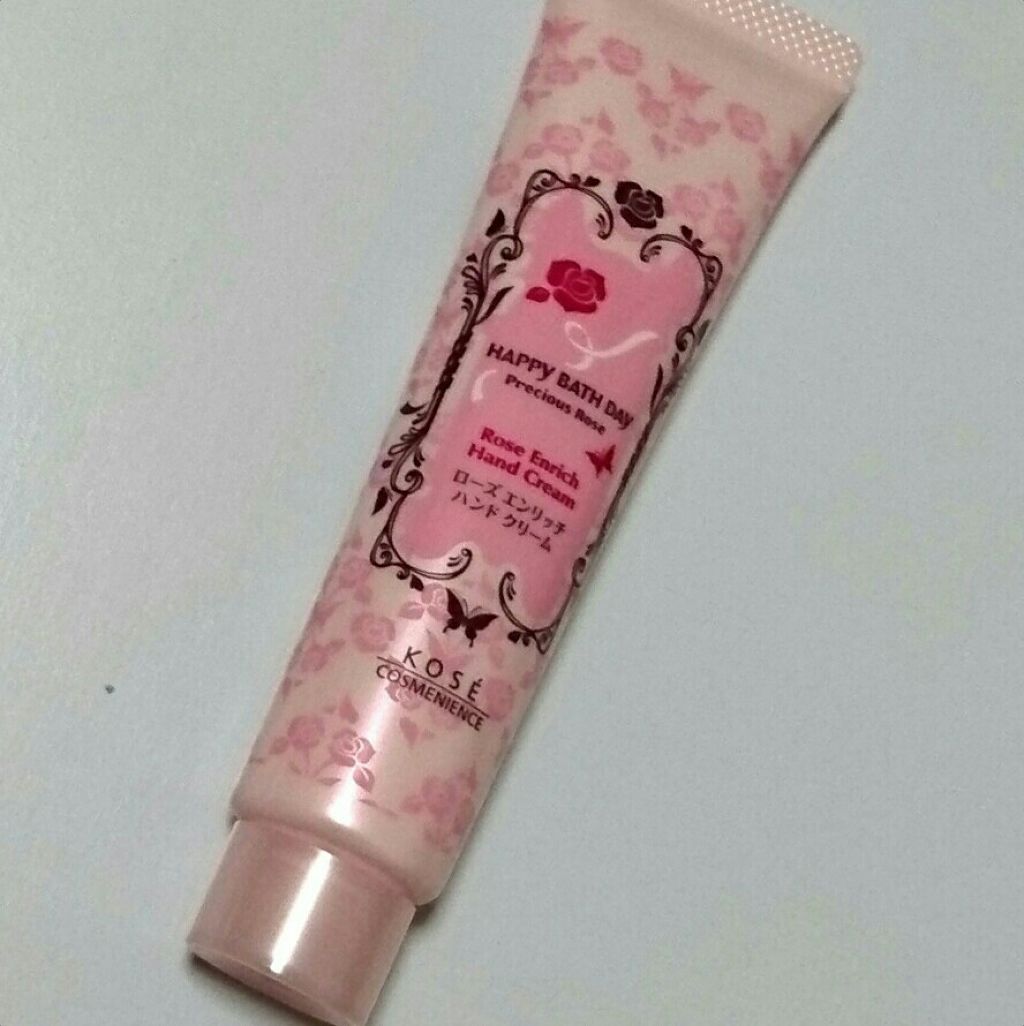 HAPPY BATH DAY
Precious Rose
Rose Enrich
Hand Cream
ローズ エンリッチ
ハンド クリーム
KOSÉ
COSMENIENCE